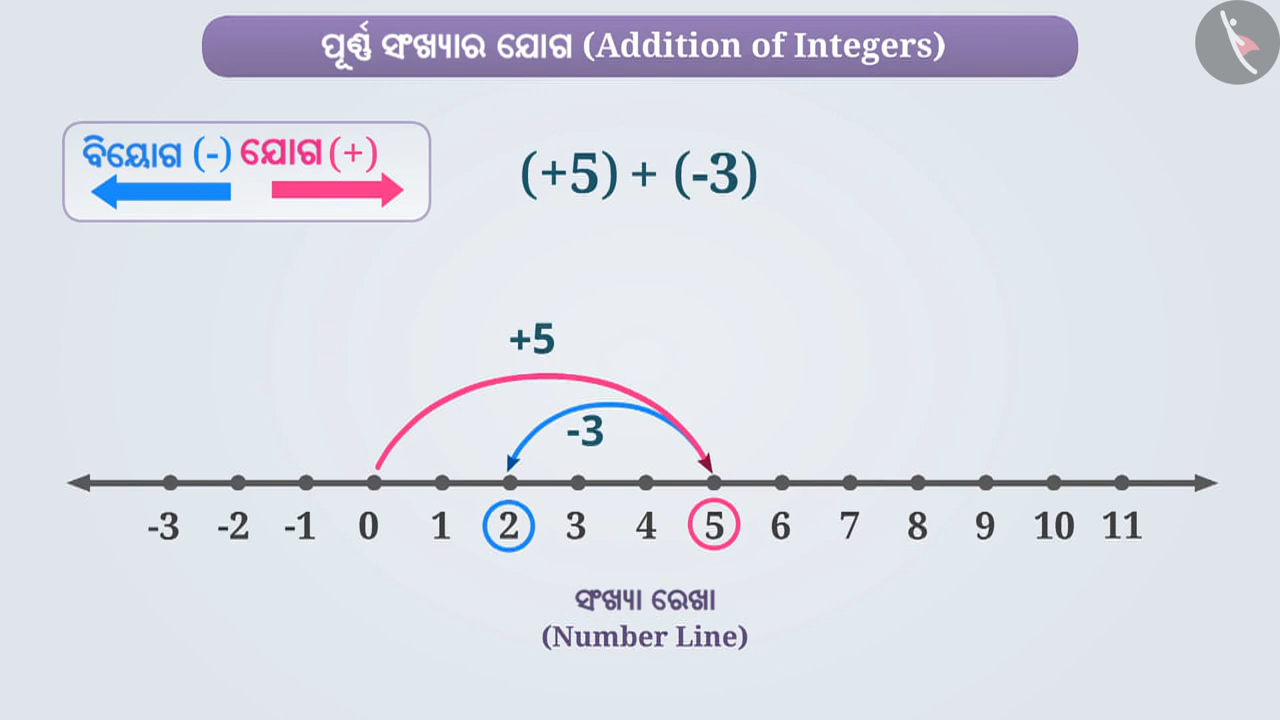 ପୂର୍ଣ୍ଣ ସଂଖ୍ୟାର ଯୋଗ (Addition of Integers)
ବିୟୋଗ (-) ଯୋଗ (+)
(+5) + (-3)
+5
-3
-3 -2 -1 0 1 2 3 4 5 6 7 8 9 10 11
ସଂଖ୍ୟା ରେଖା
(Number Line)